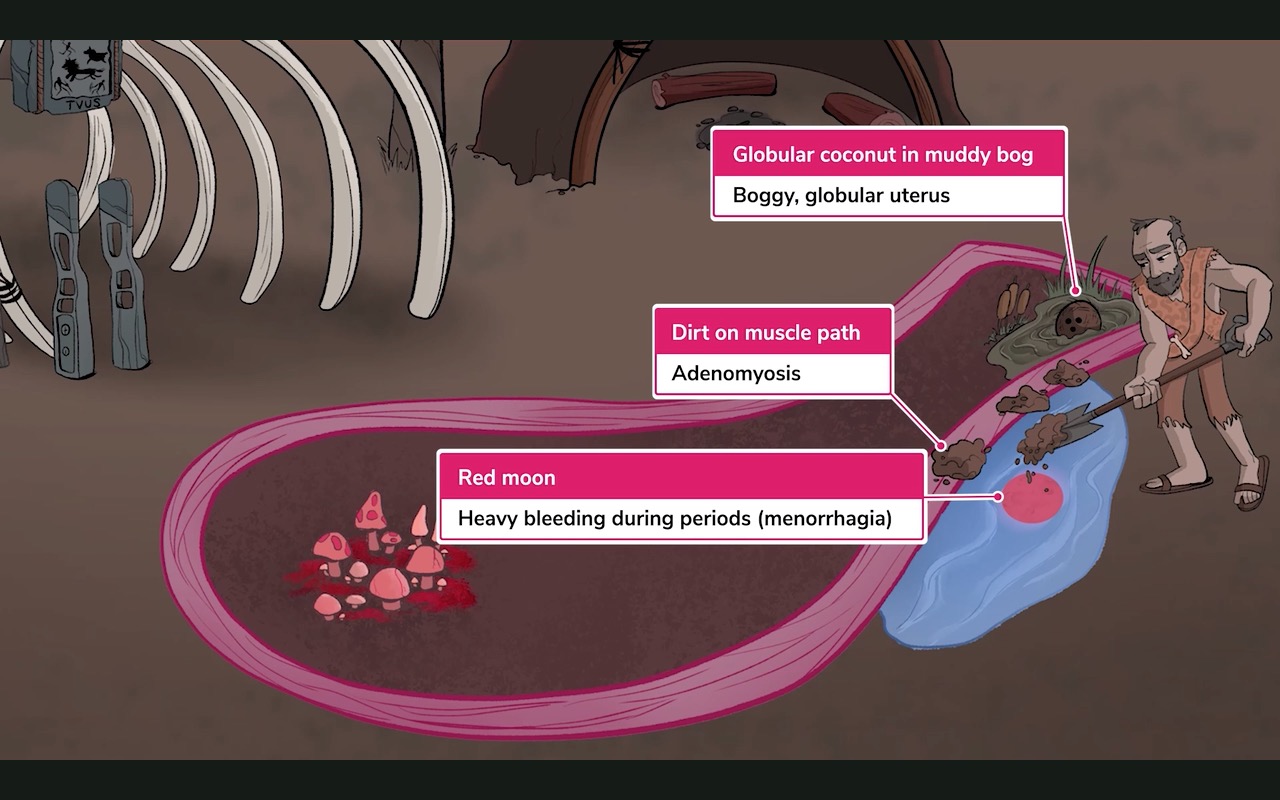 TVUS
Globular coconut in muddy bog
Boggy, globular uterus
Dirt on muscle path
Adenomyosis
Red moon
Heavy bleeding during periods (menorrhagia)